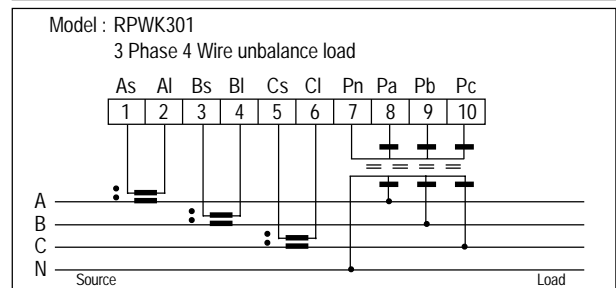 Model : RPWK301
3 Phase 4 Wire unbalance load
As Al Bs Bl Cs Cl Pn Pa Pb Pc
1 2 3 4 5 6 7 8 9 10
A
B
C
N
Source Load